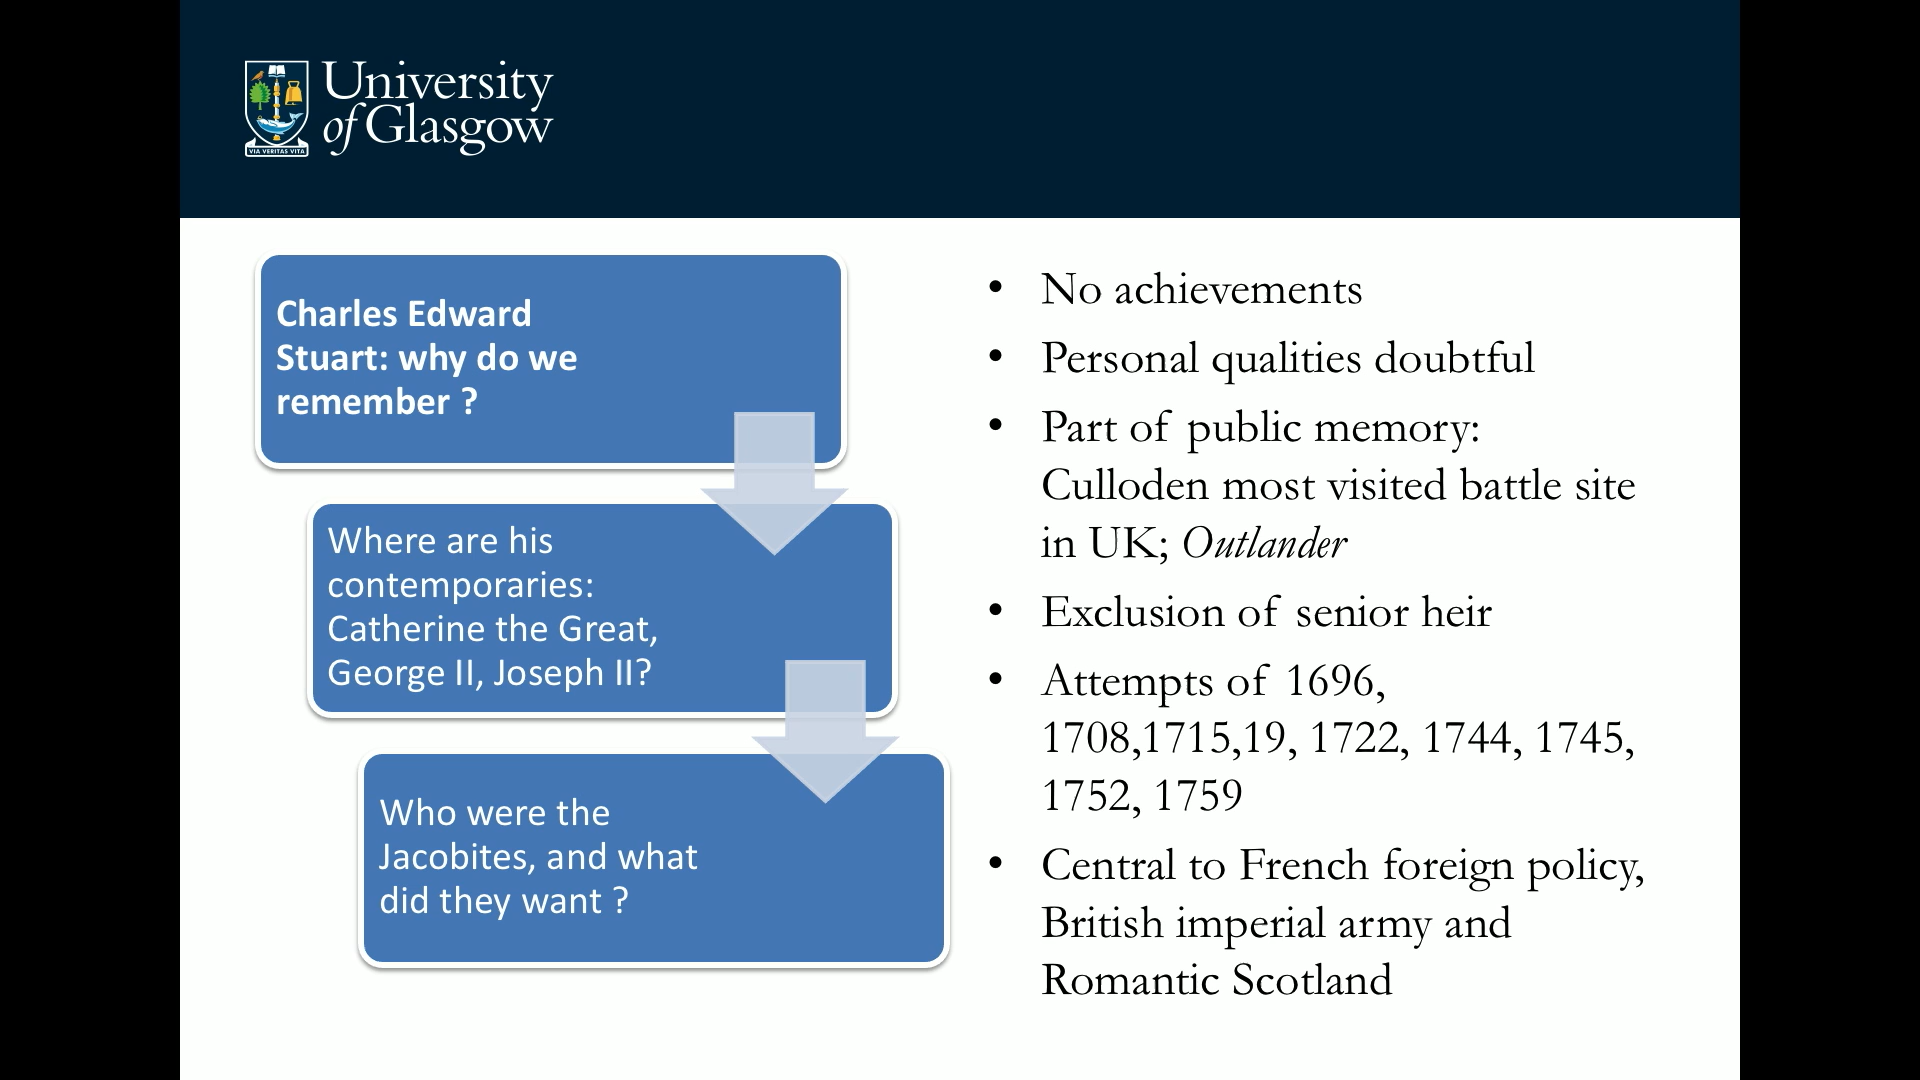 University
of Glasgow
VIA VERITAS VITA
Charles Edward
Stuart: why do we
remember ?
Where are his
contemporaries:
Catherine the Great,
George II, Joseph II?
Who were the
Jacobites, and what
did they want ?
• No achievements
• Personal qualities doubtful
• Part of public memory:
Culloden most visited battle site
in UK; Outlander
• Exclusion of senior heir
• Attempts of 1696,
1708,1715,19, 1722, 1744, 1745,
1752, 1759
• Central to French foreign policy,
British imperial army and
Romantic Scotland